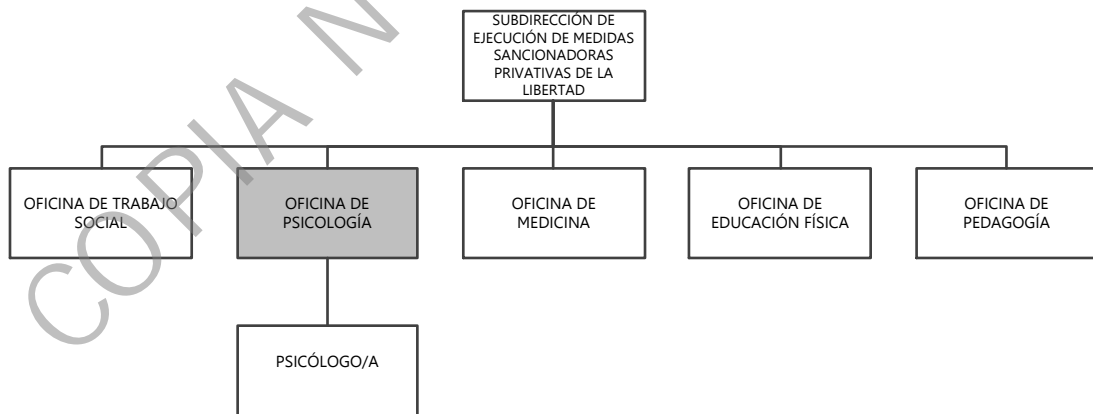 SUBDIRECCIÓN DE
EJECUCIÓN DE MEDIDAS
SANCIONADORAS
PRIVATIVAS DE LA
LIBERTAD
OFICINA DE TRABAJO
SOCIAL
OFICINA DE
PSICOLOGÍA
OFICINA DE
MEDICINA
OFICINA DE
EDUCACIÓN FÍSICA
OFICINA DE
PEDAGOGÍA
PSICÓLOGO/A
COPIA N